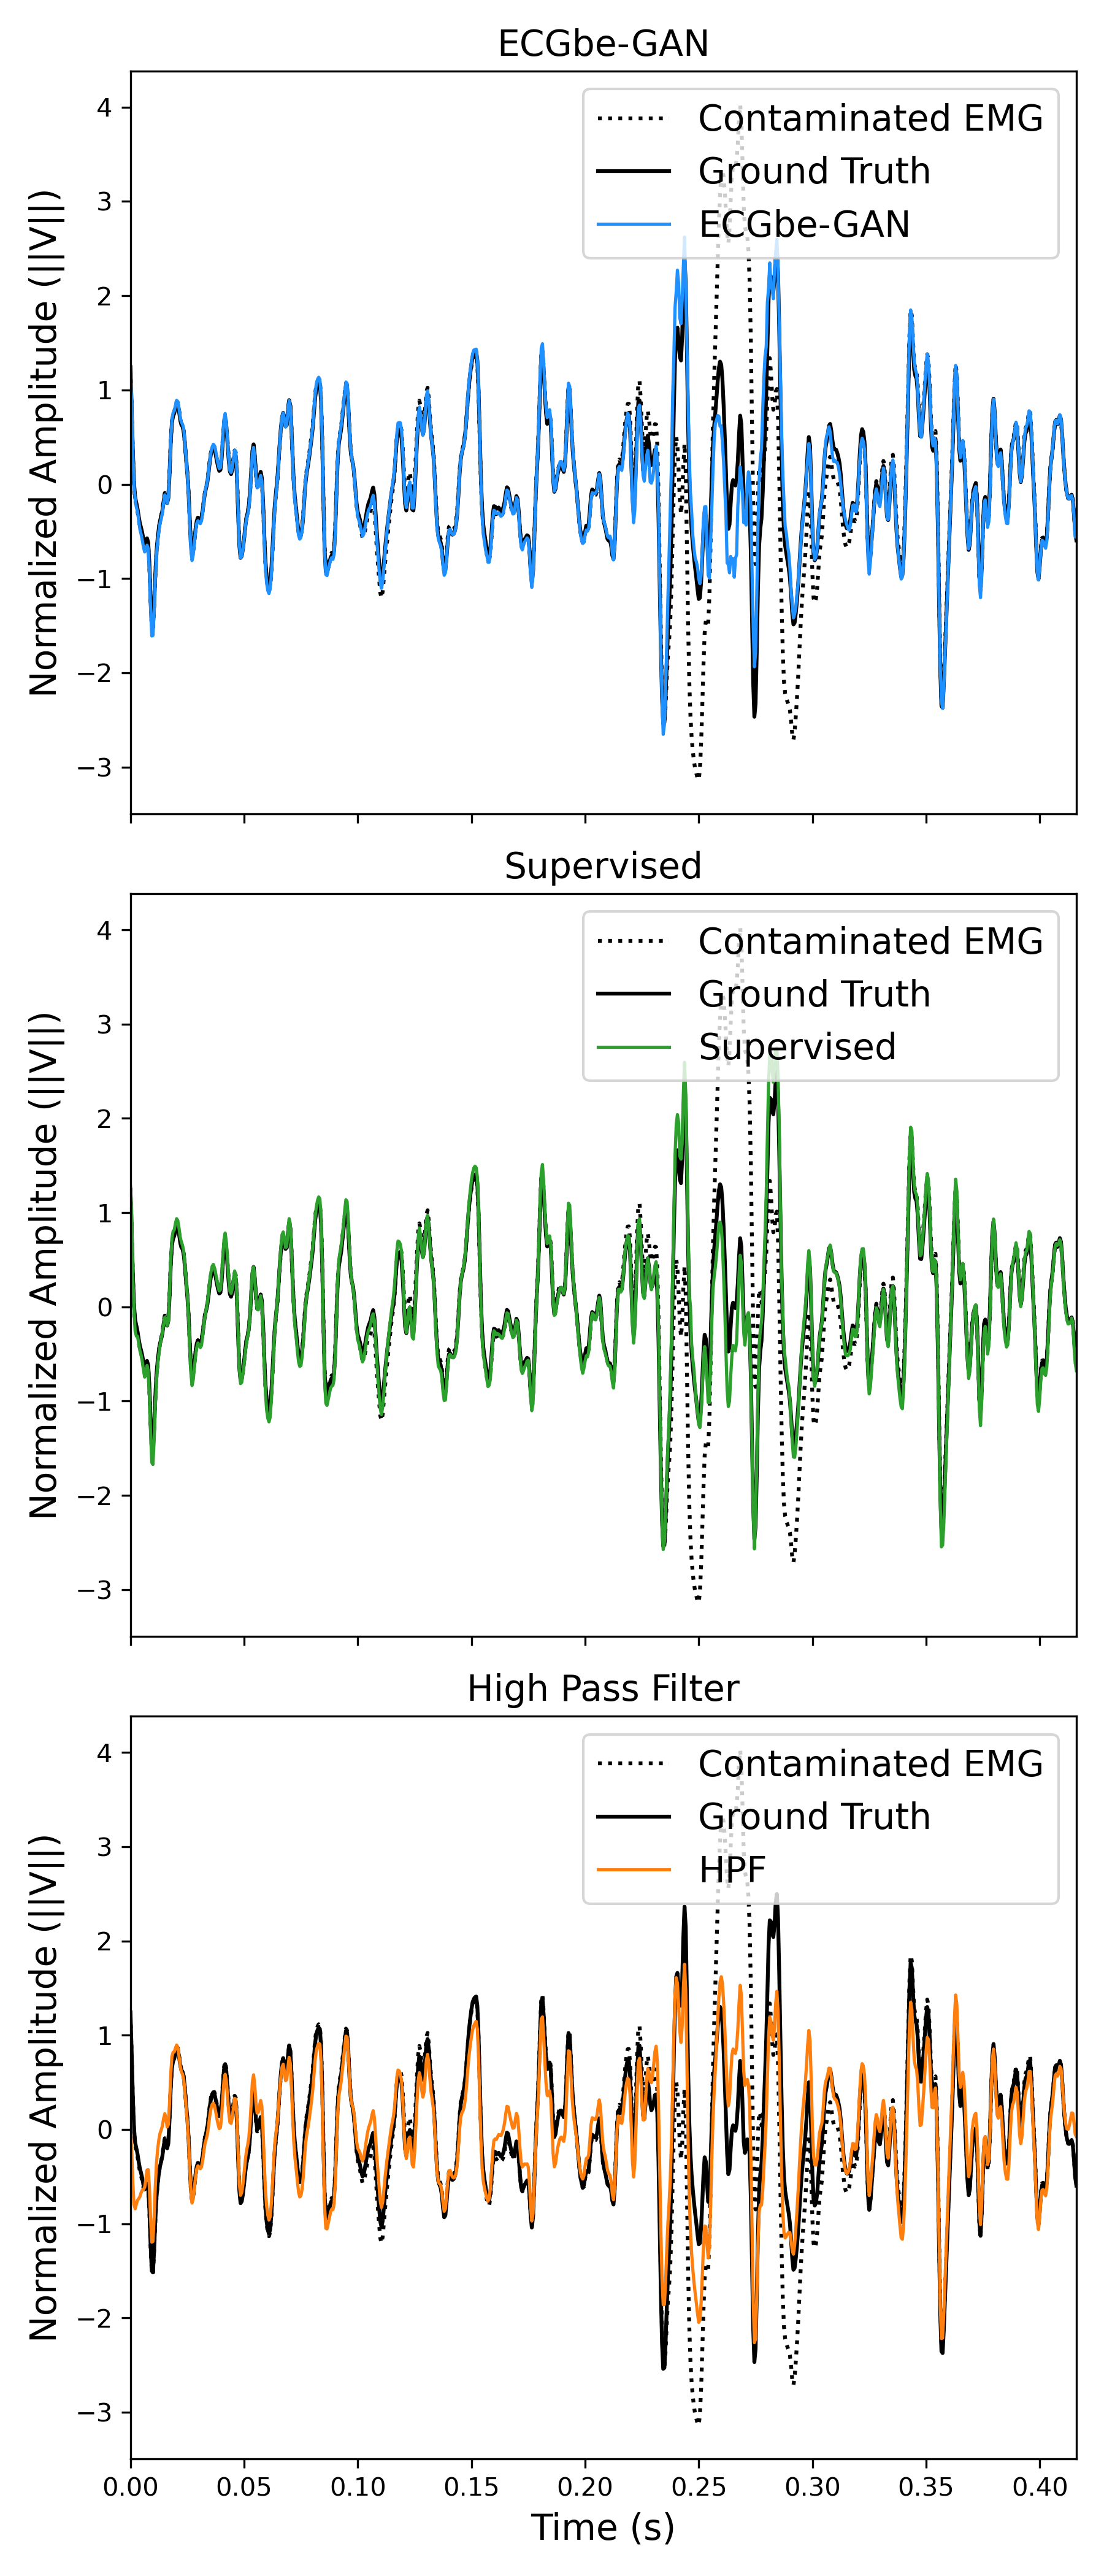 ECGbe-GAN
Normalized Amplitude (||V||)
4
3
2
1
0
−1
−2
−3
Contaminated EMG
Ground Truth
ECGbe-GAN
Supervised
Normalized Amplitude (||V||)
4
3
2
1
0
−1
−2
−3
Contaminated EMG
Ground Truth
Supervised
High Pass Filter
Normalized Amplitude (||V||)
4
3
2
1
0
−1
−2
−3
Contaminated EMG
Ground Truth
HPF
0.00 0.05 0.10 0.15 0.20 0.25 0.30 0.35 0.40
Time (s)